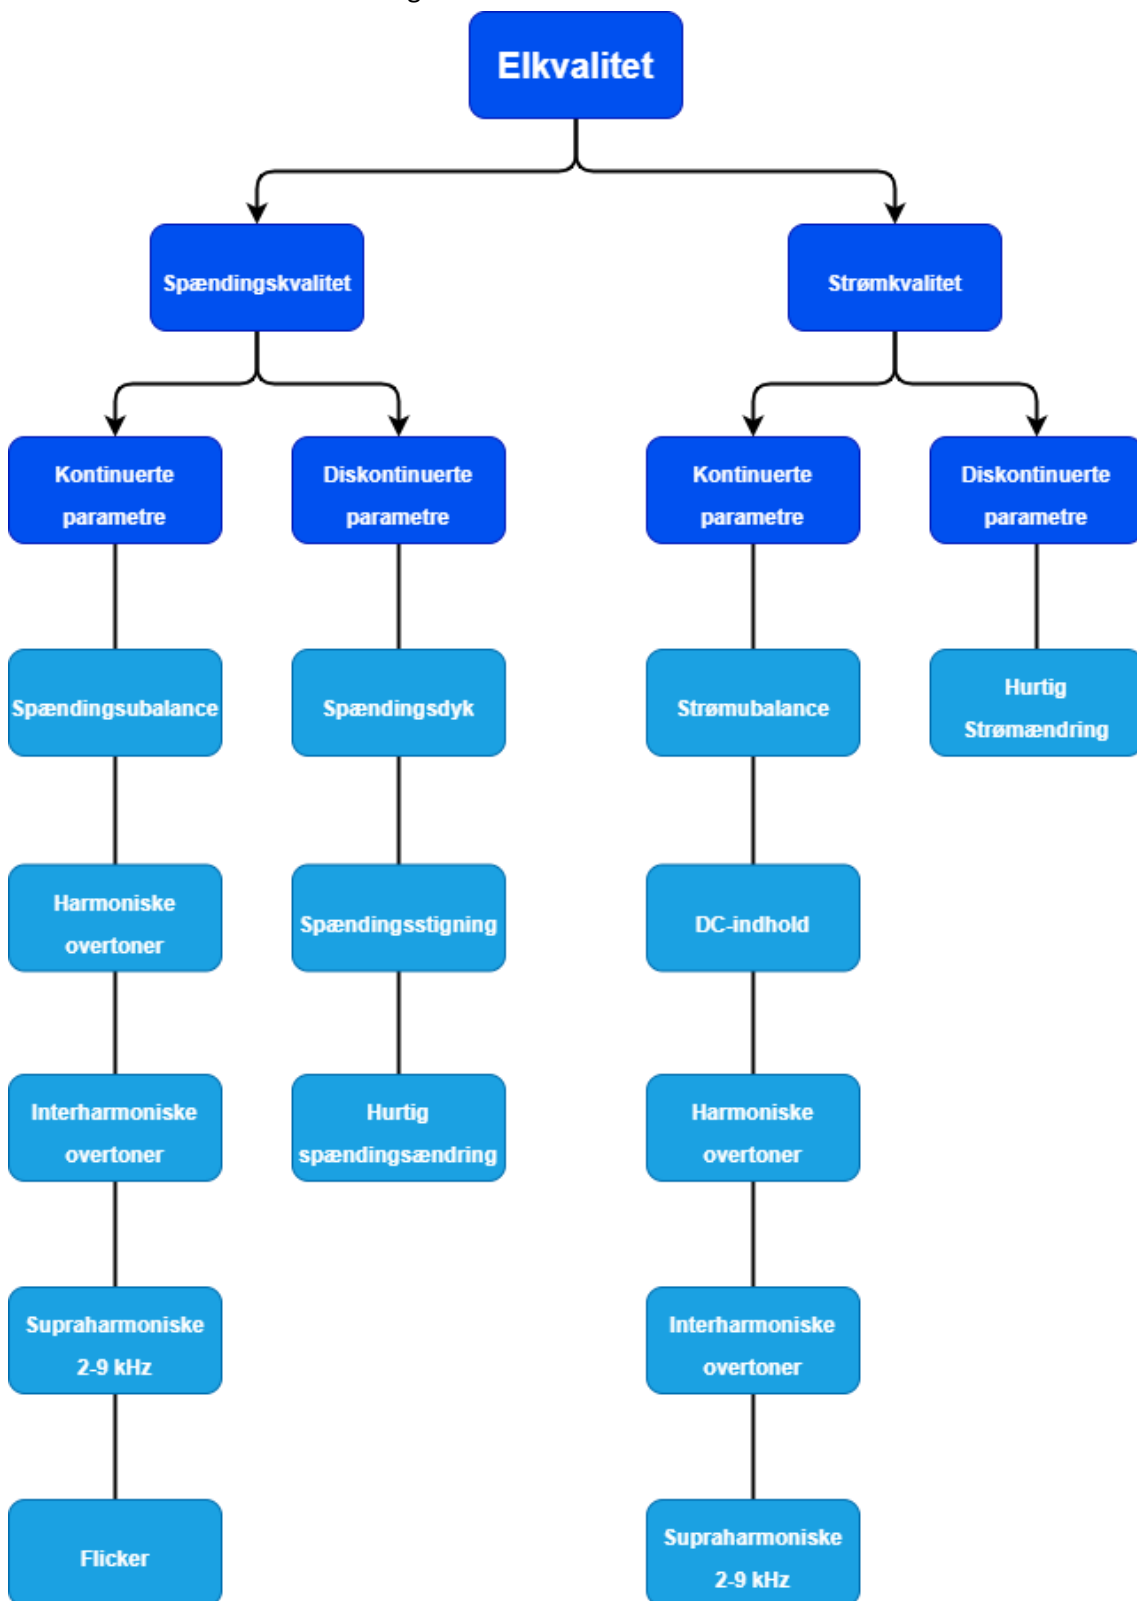 Elkvalitet
Spændingskvalitet
Strømkvalitet
Kontinuerte
parametre
Diskontinuerte
parametre
Kontinuerte
parametre
Diskontinuerte
parametre
Spændingsubalance
Spændingsdyk
Strømubalance
Hurtig
Strømændring
Harmoniske
overtoner
Spændingsstigning
DC-indhold
Interharmoniske
overtoner
Hurtig
spændingsændring
Harmoniske
overtoner
Supraharmoniske
2-9 kHz
Interharmoniske
overtoner
Flicker
Supraharmoniske
2-9 kHz